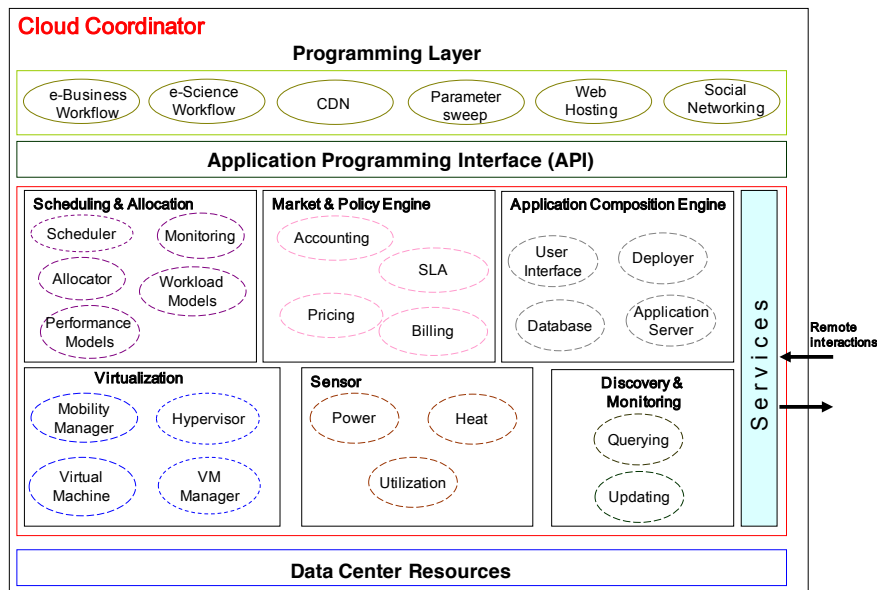 Cloud Coordinator
Programming Layer
e-Business
Workflow
e-Science
Workflow
CDN
Parameter
sweep
Web
Hosting
Social
Networking
Application Programming Interface (API)
Scheduling & Allocation
Scheduler
Monitoring
Allocator
Workload
Models
Performance
Models
Market & Policy Engine
Accounting
SLA
Pricing
Billing
Application Composition Engine
User
Interface
Deployer
Database
Application
Server
Virtualization
Mobility
Manager
Hypervisor
Virtual
Machine
VM
Manager
Sensor
Power
Heat
Utilization
Discovery &
Monitoring
Querying
Updating
Services
Remote
Interactions
Data Center Resources